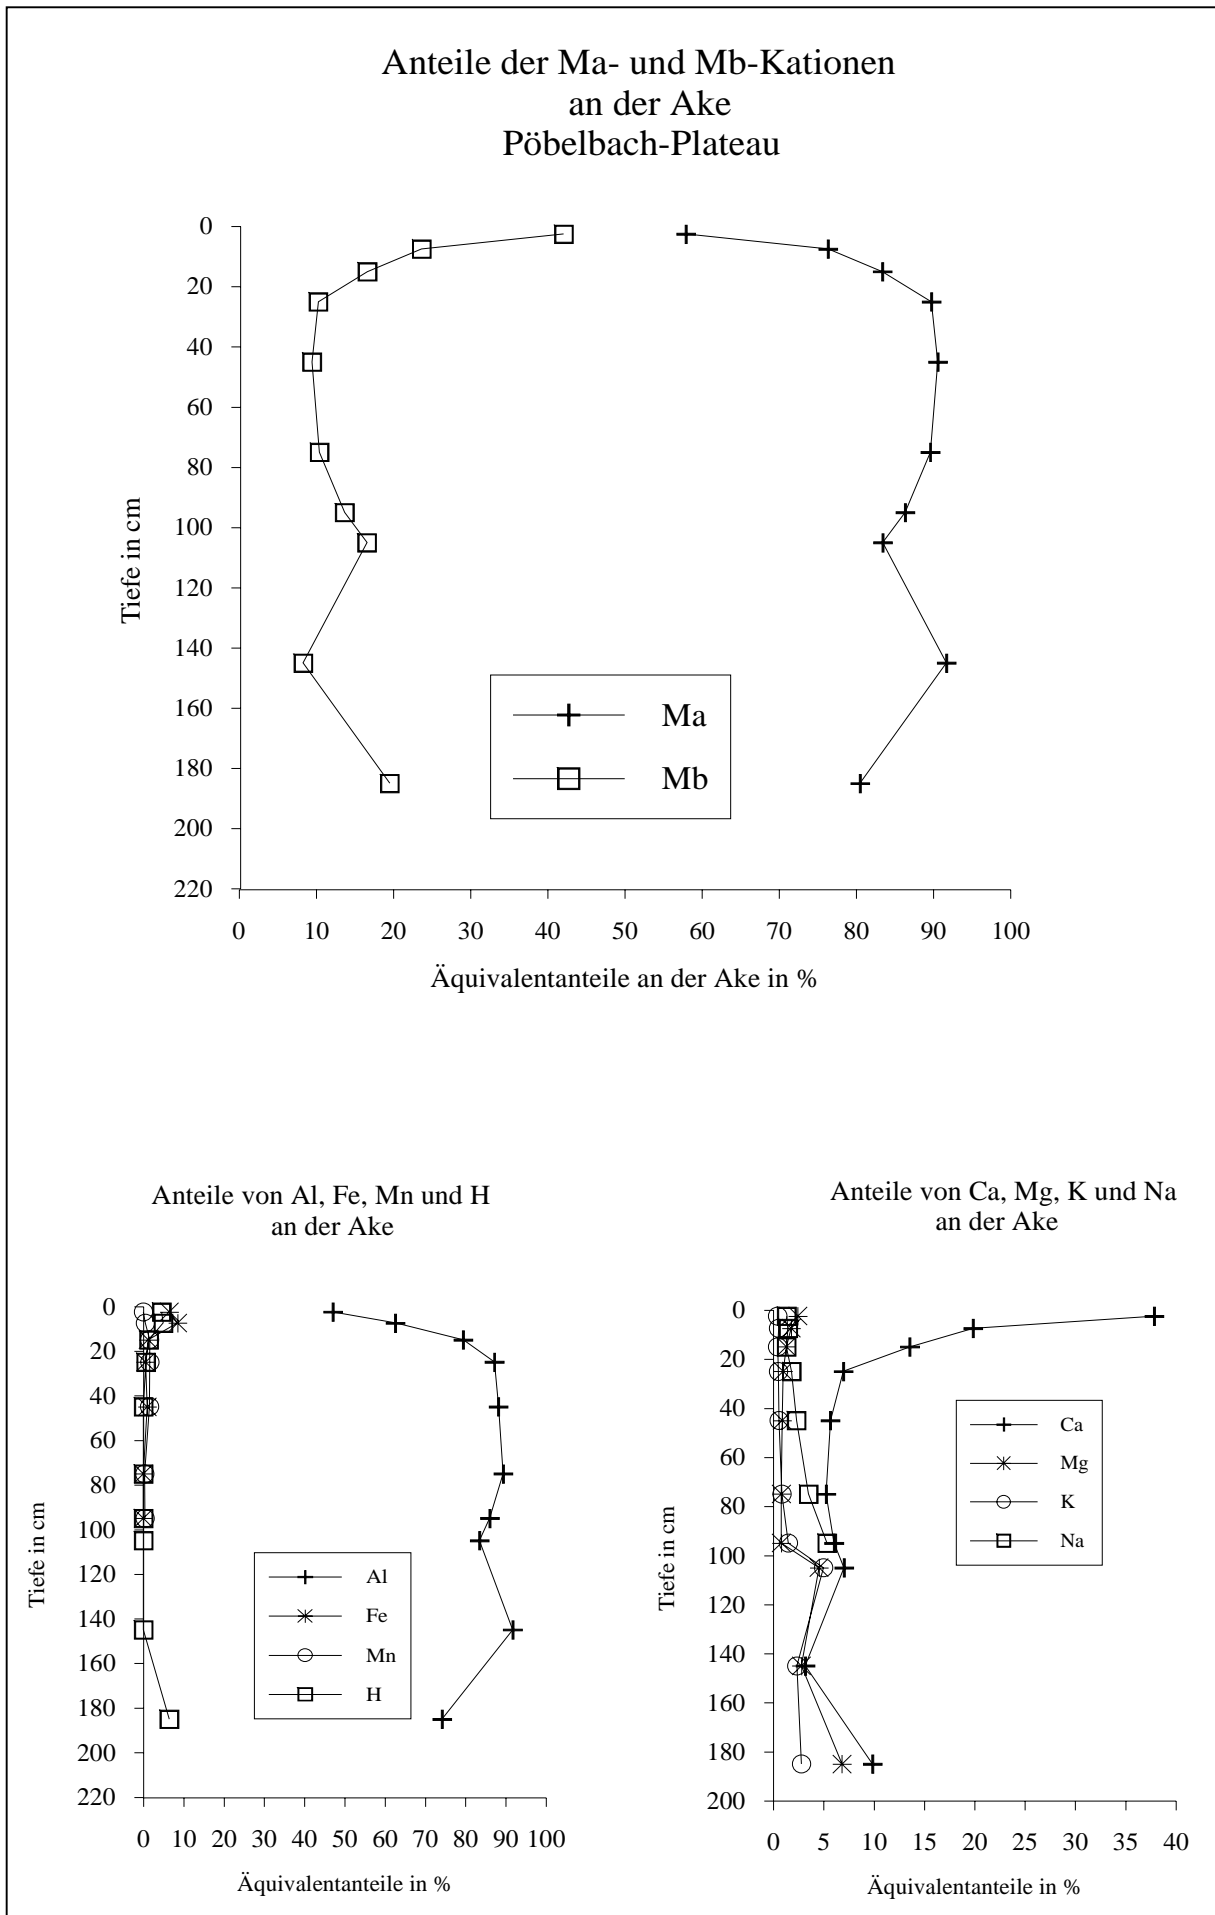 Anteile der Ma- und Mb-Kationen
an der Ake
Pöbelbach-Plateau
0
20
40
60
80
100
120
140
160
180
200
220
Tiefe in cm
Ma
Mb
0 10 20 30 40 50 60 70 80 90 100
Äquivalentanteile an der Ake in %
Anteile von Al, Fe, Mn und H
an der Ake
0
20
40
60
80
100
120
140
160
180
200
220
Tiefe in cm
Al
Fe
Mn
H
0 10 20 30 40 50 60 70 80 90 100
Äquivalentanteile in %
Anteile von Ca, Mg, K und Na
an der Ake
0
20
40
60
80
100
120
140
160
180
200
Tiefe in cm
Ca
Mg
K
Na
0 5 10 15 20 25 30 35 40
Äquivalentanteile in %